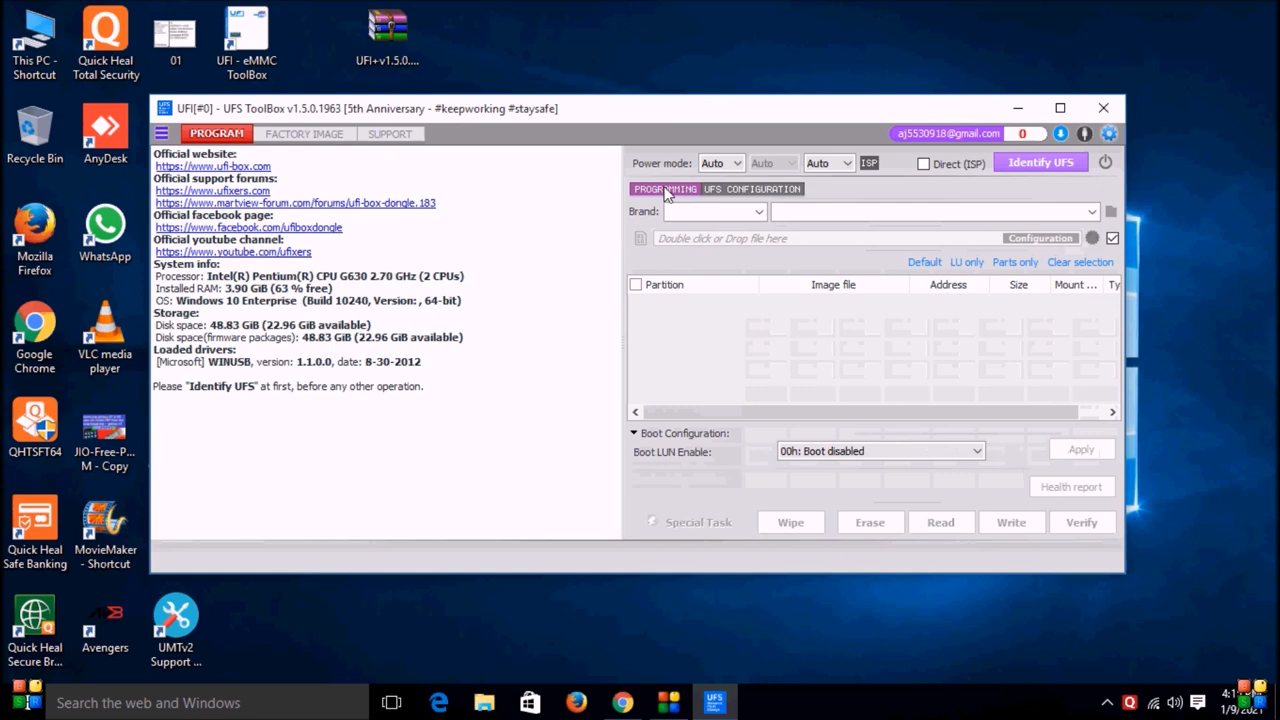 This PC -
Shortcut
Quick Heal
Total Security
01
UFI - eMMC
ToolBox
UFI+v1.5.0....
UFI[#0] - UFS ToolBox v1.5.0.1963 [5th Anniversary - #keepworking #staysafe]
PROGRAM
FACTORY IMAGE
SUPPORT
aj5530918@gmail.com
0
Official website:
https://www.ufi-box.com
Official support forums:
https://www.ufixers.com
https://www.martview-forum.com/forums/ufi-box-dongle.183
Official facebook page:
https://www.facebook.com/ufiboxdongle
Official youtube channel:
https://www.youtube.com/ufixers
System info:
Processor: Intel(R) Pentium(R) CPU G630 2.70 GHz (2 CPUs)
Installed RAM: 3.90 GiB (63 % free)
OS: Windows 10 Enterprise (Build 10240, Version: , 64-bit)
Storage:
Disk space: 48.83 GiB (22.96 GiB available)
Disk space(firmware packages): 48.83 GiB (22.96 GiB available)
Loaded drivers:
[Microsoft] WINUSB, version: 1.1.0.0, date: 8-30-2012
Please "Identify UFS" at first, before any other operation.
Power mode:
Auto
Auto
Auto
ISP
Direct (ISP)
Identify UFS
PROGRAMMING
UFS CONFIGURATION
Brand:
Double click or Drop file here
Configuration
Default
LU only
Parts only
Clear selection
Partition
Image file
Address
Size
Mount ...
Ty
Boot Configuration:
Boot LUN Enable:
00h: Boot disabled
Apply
Health report
Special Task
Wipe
Erase
Read
Write
Verify
Recycle Bin
AnyDesk
Mozilla
Firefox
WhatsApp
Google
Chrome
VLC media
player
QHTSFT64
JIO-Free-P...
M - Copy
Quick Heal
Safe Banking
MovieMaker
- Shortcut
Quick Heal
Secure Br...
Avengers
UMTv2
Support ...
Search the web and Windows